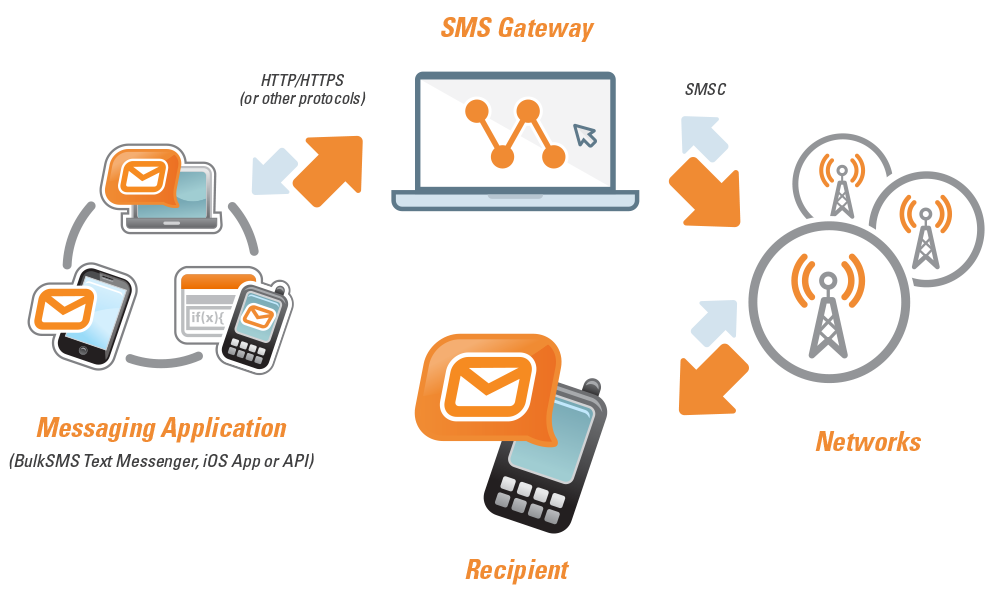 SMS Gateway
HTTP/HTTPS
(or other protocols)
SMSC
if(x){
Messaging Application
(BulkSMS Text Messenger, iOS App or API)
Networks
Recipient